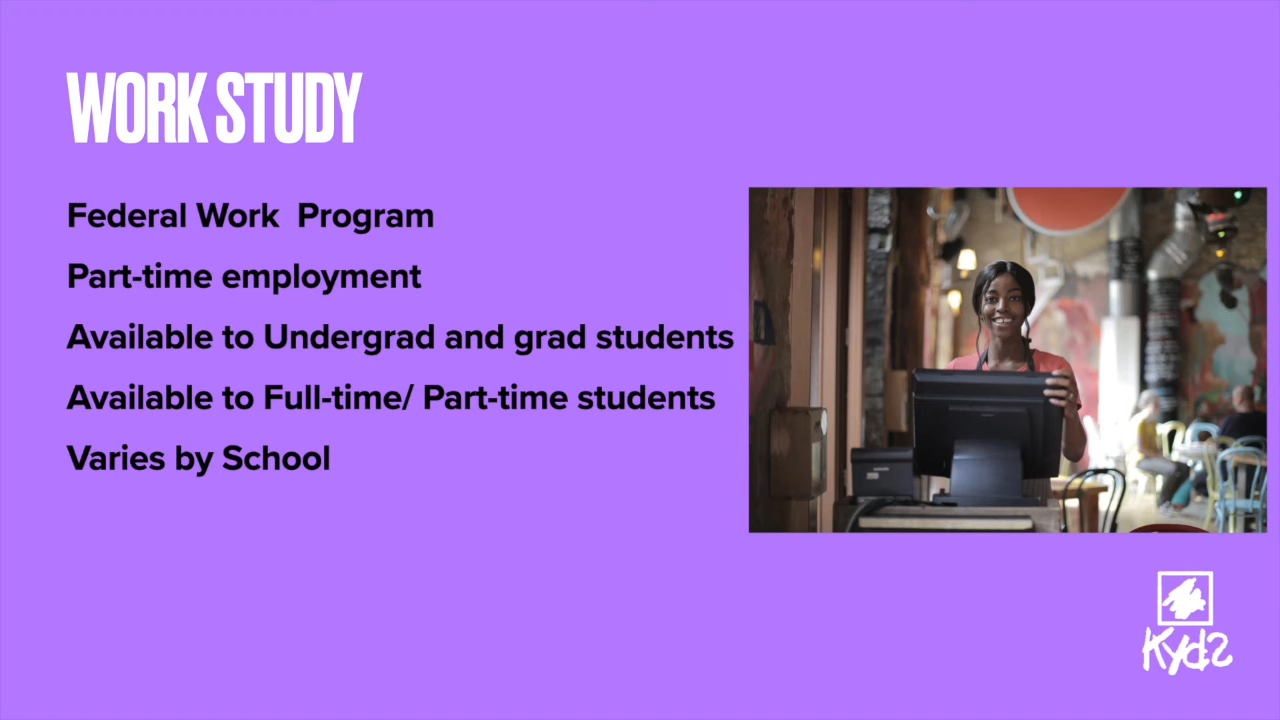 WORK STUDY
Federal Work  Program
Part-time employment
Available to Undergrad and grad students
Available to Full-time/ Part-time students
Varies by School
Kyds